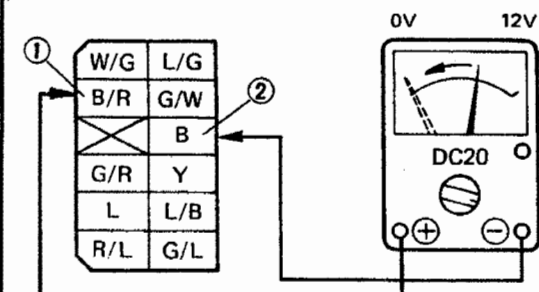 0V 12V
① W/G L/G
B/R G/W ②
B
G/R Y
DC20
L L/B
R/L G/L
⊕ ⊖